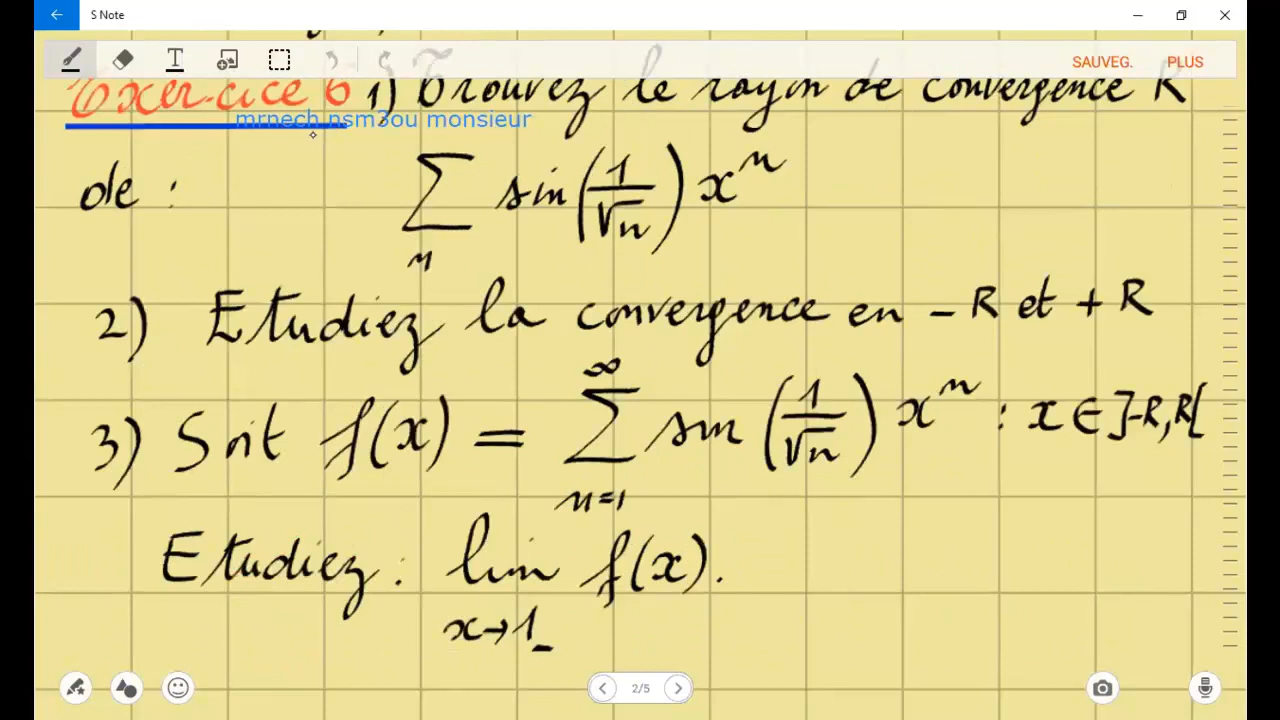 S Note
SAUVEG. PLUS
Exercice 6 1) Trouvez le rayon de convergence R
mrnech nsm3ou monsieur
de : ∑ n sin(1/√n) xⁿ
2) Etudiez la convergence en -R et +R
3) Soit f(x) = ∑ n=1 ∞ sin(1/√n) xⁿ : x ∈ ]-R,R[
Etudiez : lim x→1₋ f(x).
2/5